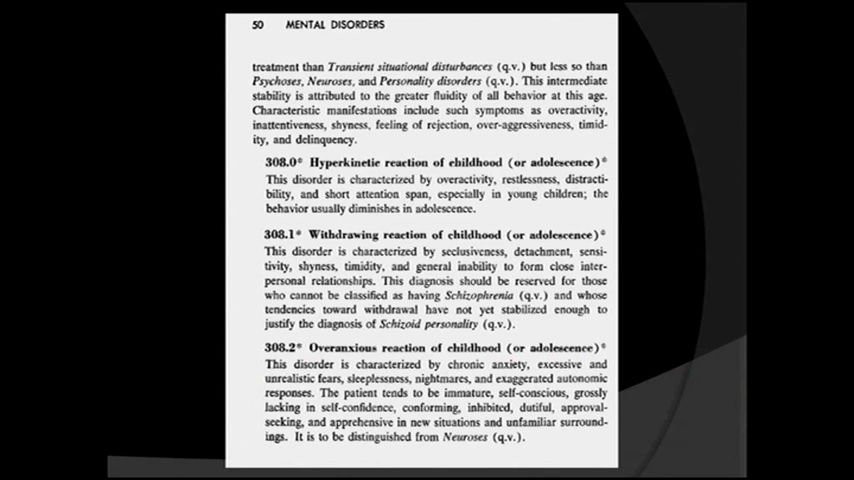 50 MENTAL DISORDERS
treatment than Transient situational disturbances (q.v.) but less so than
Psychoses, Neuroses, and Personality disorders (q.v.). This intermediate
stability is attributed to the greater fluidity of all behavior at this age.
Characteristic manifestations include such symptoms as overactivity,
inattentiveness, shyness, feeling of rejection, over-aggressiveness, timid-
ity, and delinquency.
308.0* Hyperkinetic reaction of childhood (or adolescence)*
This disorder is characterized by overactivity, restlessness, distracti-
bility, and short attention span, especially in young children; the
behavior usually diminishes in adolescence.
308.1* Withdrawing reaction of childhood (or adolescence)*
This disorder is characterized by seclusiveness, detachment, sensi-
tivity, shyness, timidity, and general inability to form close inter-
personal relationships. This diagnosis should be reserved for those
who cannot be classified as having Schizophrenia (q.v.) and whose
tendencies toward withdrawal have not yet stabilized enough to
justify the diagnosis of Schizoid personality (q.v.).
308.2* Overanxious reaction of childhood (or adolescence)*
This disorder is characterized by chronic anxiety, excessive and
unrealistic fears, sleeplessness, nightmares, and exaggerated autonomic
responses. The patient tends to be immature, self-conscious, grossly
lacking in self-confidence, conforming, inhibited, dutiful, approval-
seeking, and apprehensive in new situations and unfamiliar surround-
ings. It is to be distinguished from Neuroses (q.v.).